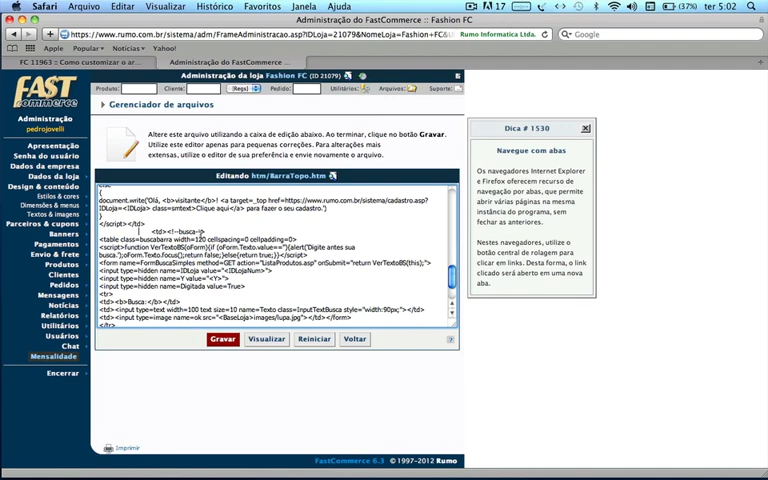 Safari Arquivo Editar Visualizar Histórico Favoritos Janela Ajuda 17 (37%) ter 5:02
Administração do FastCommerce :: Fashion FC
https://www.rumo.com.br/sistema/adm/FrameAdministracao.asp?IDLoja=21079&NomeLoja=Fashion+FC& Rumo Informatica Ltda. Google
Apple Popular Notícias Yahoo!
FC 11963 :: Como customizar o ar... Administração do FastCommerce ...
FAST commerce
Administração
pedrojovelli
Apresentação
Senha do usuário
Dados da empresa
Dados da loja
Design & conteúdo
Estilos & cores
Dimensões & menus
Textos & imagens
Parceiros & cupons
Banners
Pagamentos
Envio & frete
Produtos
Clientes
Pedidos
Mensagens
Notícias
Relatórios
Utilitários
Usuários
Chat
Mensalidade
Encerrar
Administração da loja Fashion FC (ID 21079)
Produto: Cliente: (Regs) Pedido: Utilitários: Arquivos: Suporte:
Gerenciador de arquivos
Altere este arquivo utilizando a caixa de edição abaixo. Ao terminar, clique no botão Gravar.
Utilize este editor apenas para pequenas correções. Para alterações mais
extensas, utilize o editor de sua preferência e envie novamente o arquivo.
Editando htm/BarraTopo.htm
else
{
document.write('Olá, <b>visitante</b>! <a target=_top href=https://www.rumo.com.br/sistema/cadastro.asp?
IDLoja=<IDLoja> class=smtext>Clique aqui</a> para fazer o seu cadastro.')
}
</script></td>
<td><!--busca-->
<table class=buscabarra width=120 cellspacing=0 cellpadding=0>
<script>function VerTextoBS(oForm){if (oForm.Texto.value==''){alert('Digite antes sua
busca.');oForm.Texto.focus();return false;}else{return true;}}</script>
<form name=FormBuscaSimples method=GET action="ListaProdutos.asp" onSubmit="return VerTextoBS(this);">
<input type=hidden name=IDLoja value="<IDLojaNum>">
<input type=hidden name=Y value="<Y>">
<input type=hidden name=Digitada value=True>
<tr>
<td><b>Busca:</b></td>
<td><input type=text width=100 text size=10 name=Texto class=InputTextBusca style="width:90px;"></td>
<td><input type=image name=ok src="<BaseLoja>images/lupa.jpg"></td></form>
</tr>
Gravar Visualizar Reiniciar Voltar ?
Imprimir
FastCommerce 6.3 © 1997-2012 Rumo
Dica # 1530
Navegue com abas
Os navegadores Internet Explorer
e Firefox oferecem recurso de
navegação por abas, que permite
abrir várias páginas na mesma
instância do programa, sem
fechar as anteriores.
Nestes navegadores, utilize o
botão central de rolagem para
clicar em links. Desta forma, o link
clicado será aberto em uma nova
aba.